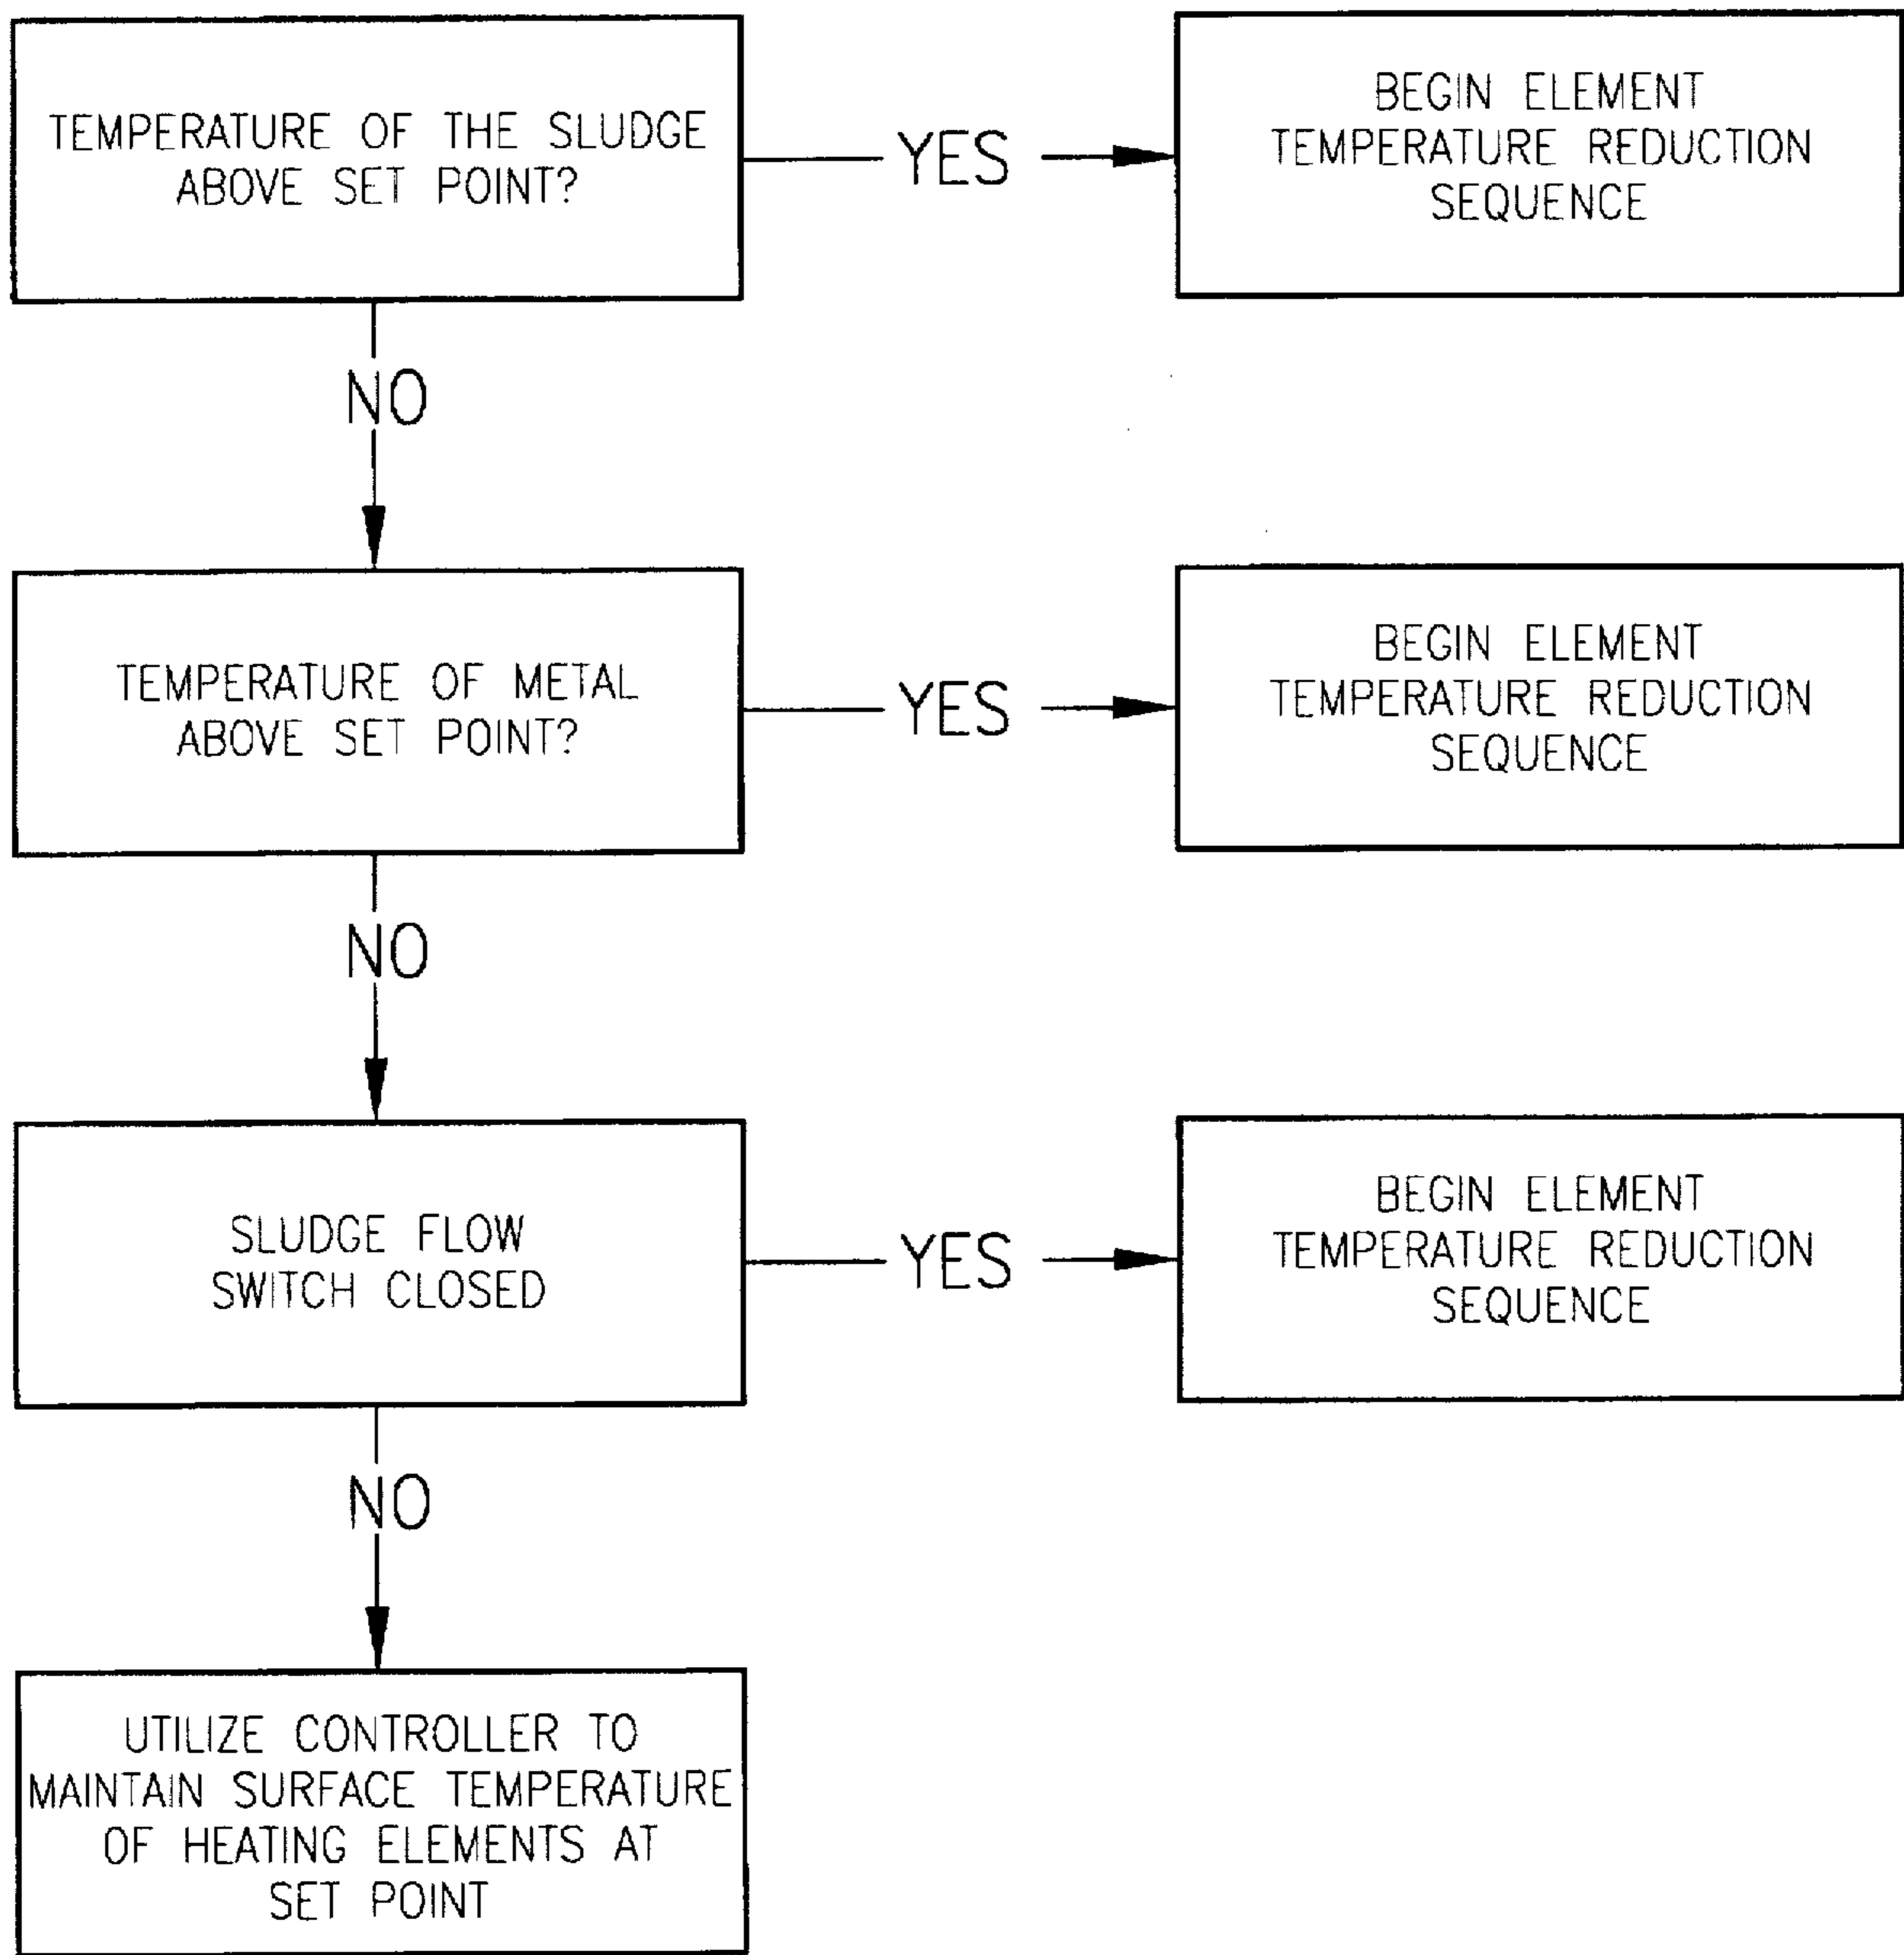 TEMPERATURE OF THE SLUDGE
ABOVE SET POINT?
YES
BEGIN ELEMENT
TEMPERATURE REDUCTION
SEQUENCE
NO
TEMPERATURE OF METAL
ABOVE SET POINT?
YES
BEGIN ELEMENT
TEMPERATURE REDUCTION
SEQUENCE
NO
SLUDGE FLOW
SWITCH CLOSED
YES
BEGIN ELEMENT
TEMPERATURE REDUCTION
SEQUENCE
NO
UTILIZE CONTROLLER TO
MAINTAIN SURFACE TEMPERATURE
OF HEATING ELEMENTS AT
SET POINT